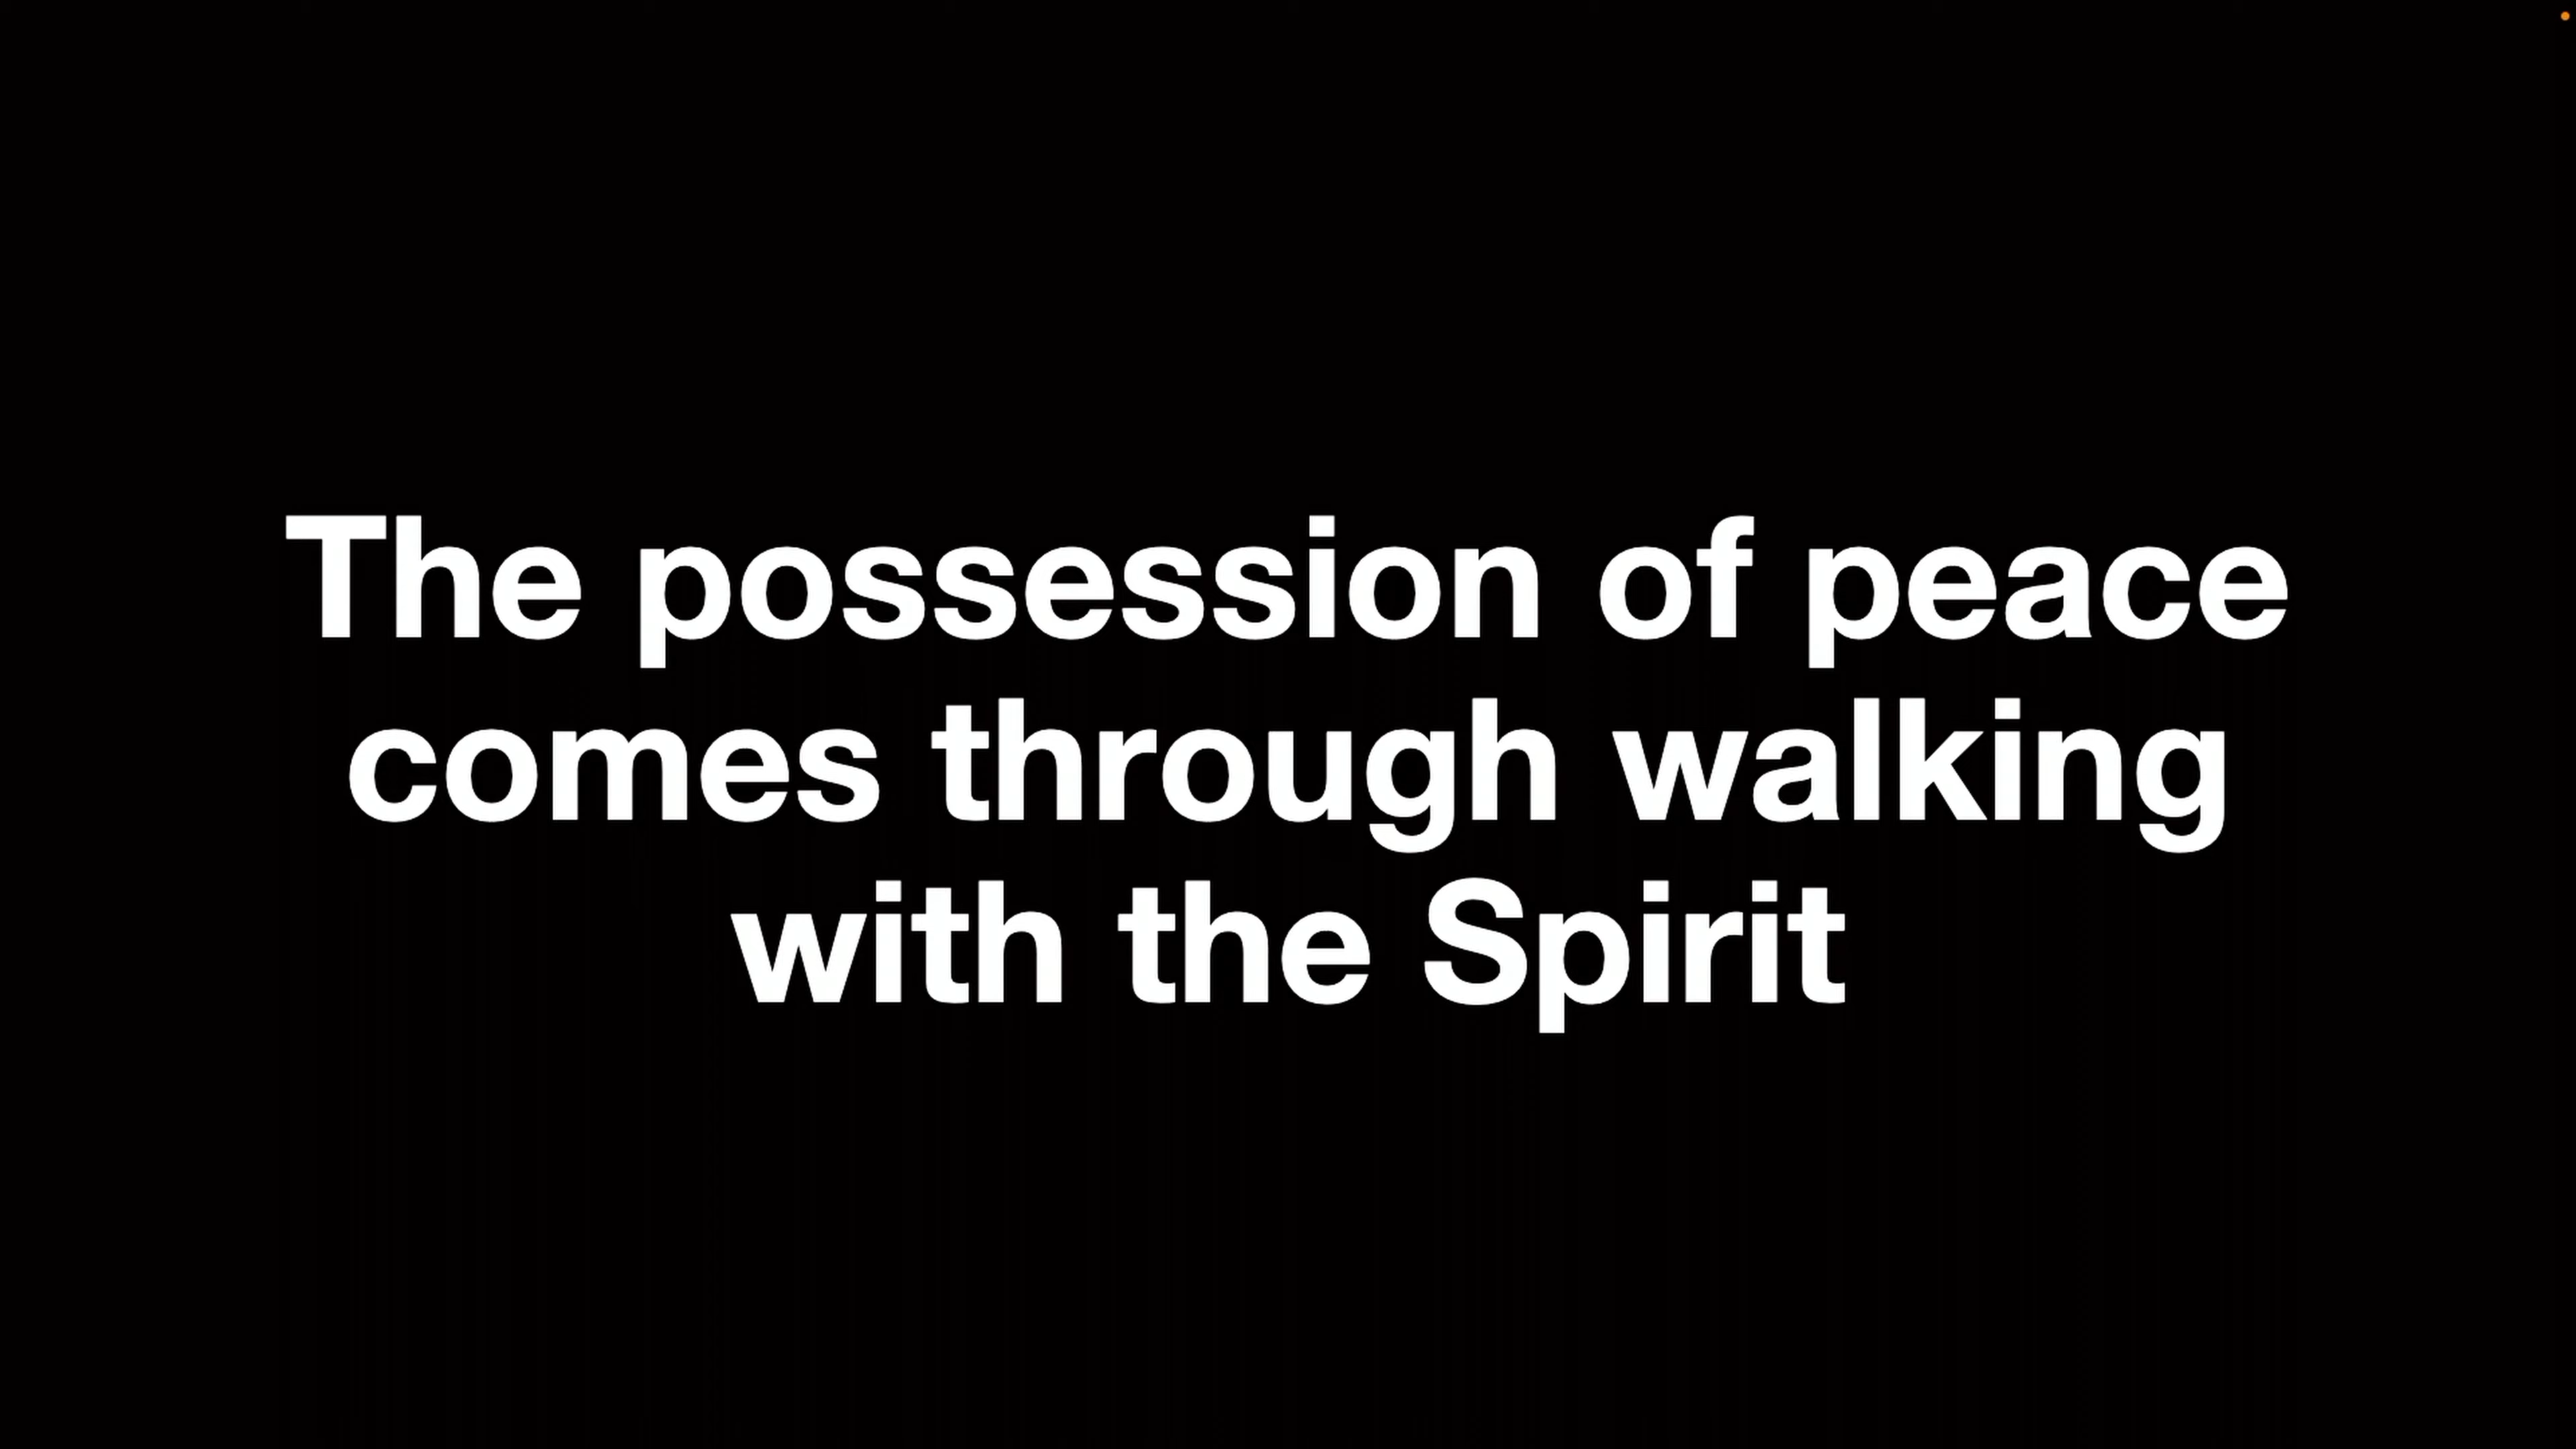 The possession of peace
comes through walking
with the Spirit